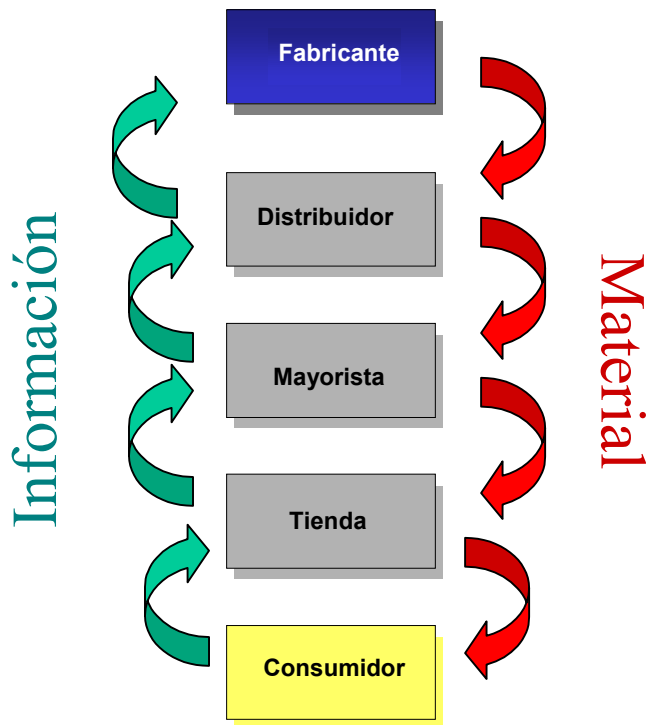 Fabricante
Distribuidor
Mayorista
Tienda
Consumidor
Información
Material